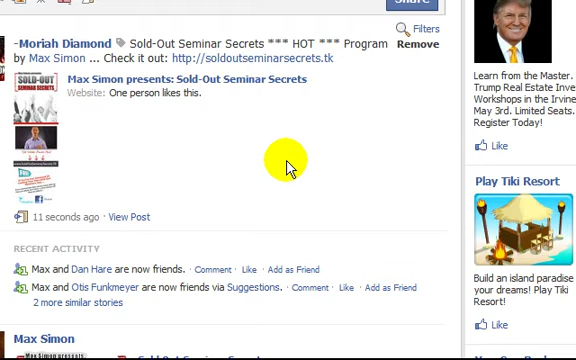 Share
Filters
-Moriah Diamond Sold-Out Seminar Secrets *** HOT *** Program
Remove
by Max Simon ... Check it out: http://soldoutseminarsecrets.tk
Max Simon presents: Sold-Out Seminar Secrets
Website: One person likes this.
SOLD-OUT
SEMINAR SECRETS
11 seconds ago · View Post
RECENT ACTIVITY
Max and Dan Hare are now friends. · Comment · Like · Add as Friend
Max and Otis Funkmeyer are now friends via Suggestions. · Comment · Like · Add as Friend
2 more similar stories
Max Simon
Learn from the Master.
Trump Real Estate Inve
Workshops in the Irvine
May 3rd. Limited Seats.
Register Today!
Like
Play Tiki Resort
Build an island paradise
your dreams! Play Tiki
Resort!
Like